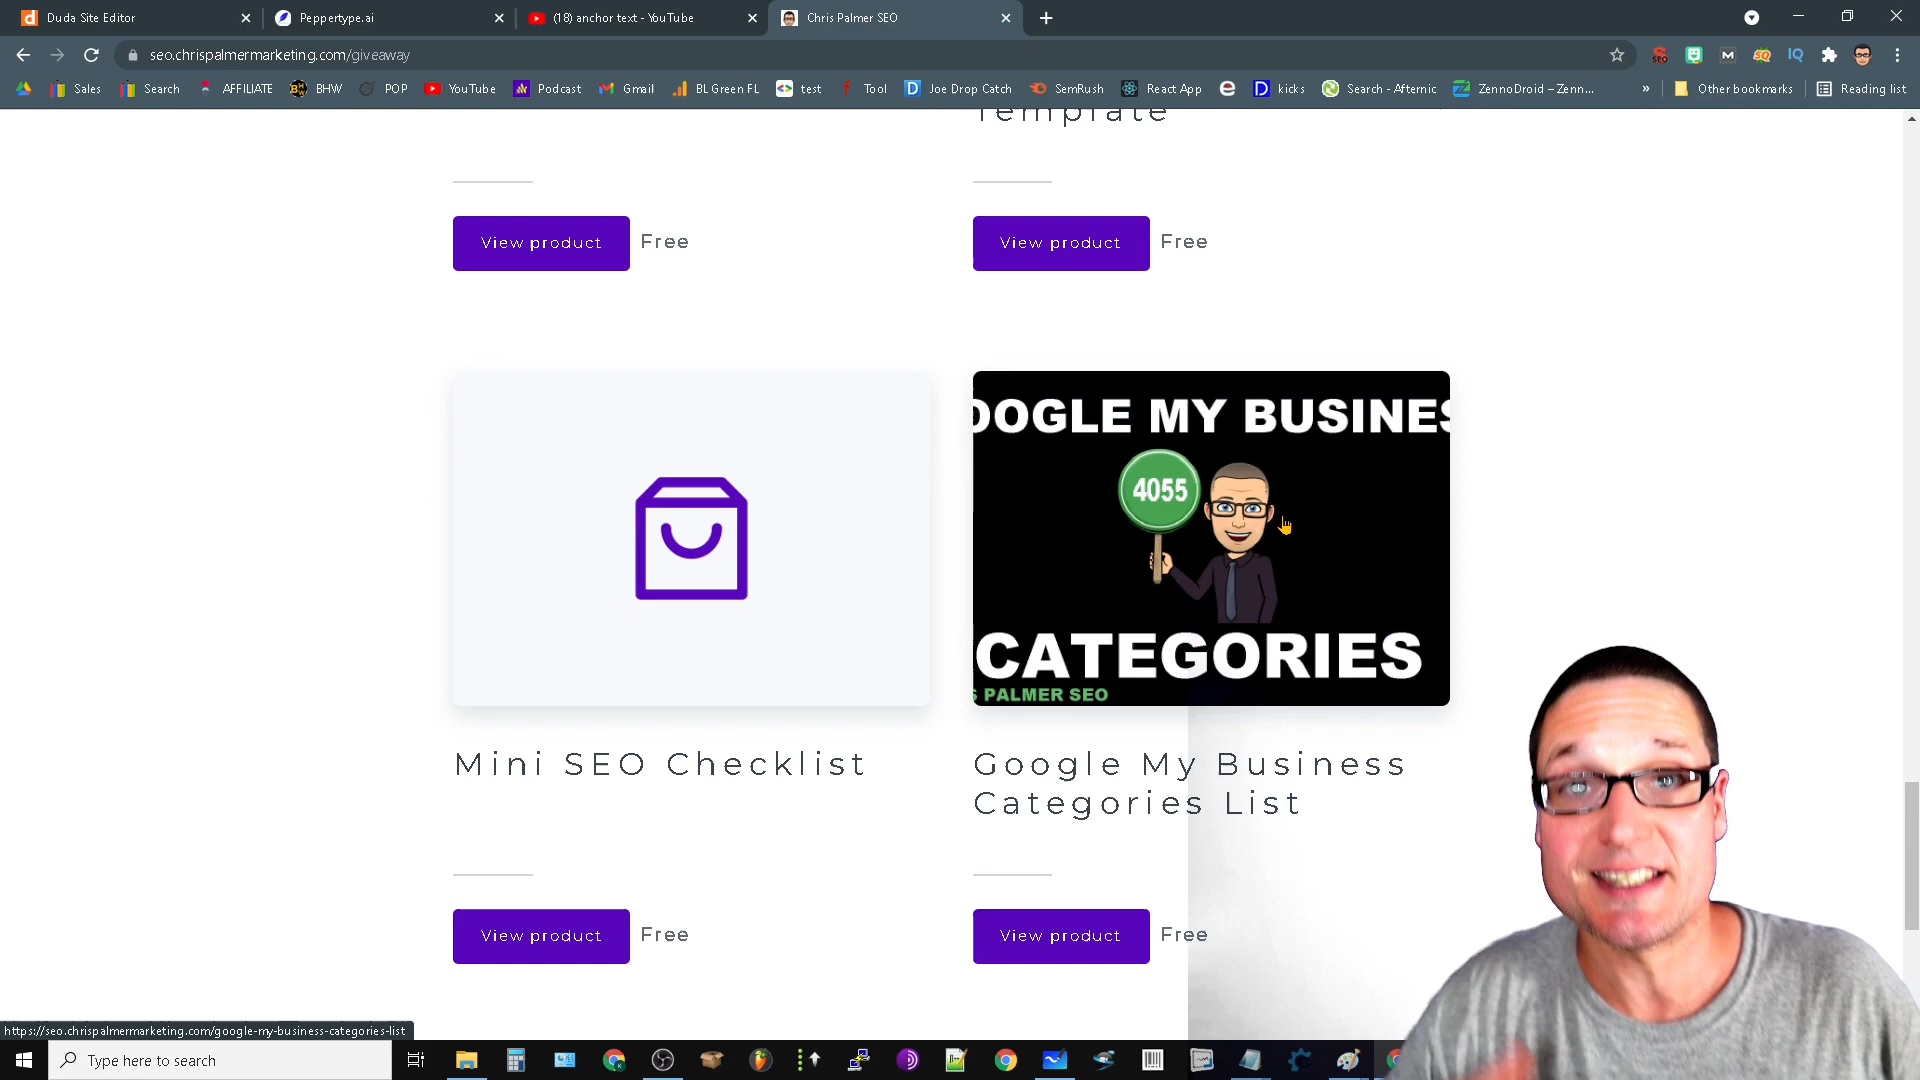 Duda Site Editor
Peppertype.ai
(18) anchor text - YouTube
Chris Palmer SEO
seo.chrispalmermarketing.com/giveaway
Sales
Search
AFFILIATE
BHW
POP
YouTube
Podcast
Gmail
BL Green FL
test
Tool
Joe Drop Catch
SemRush
React App
kicks
Search - Afternic
ZennoDroid – Zenn...
»
Other bookmarks
Reading list
Template
View product Free
View product Free
OOGLE MY BUSINES
4055
CATEGORIES
S PALMER SEO
Mini SEO Checklist
Google My Business
Categories List
View product Free
View product Free
https://seo.chrispalmermarketing.com/google-my-business-categories-list
Type here to search